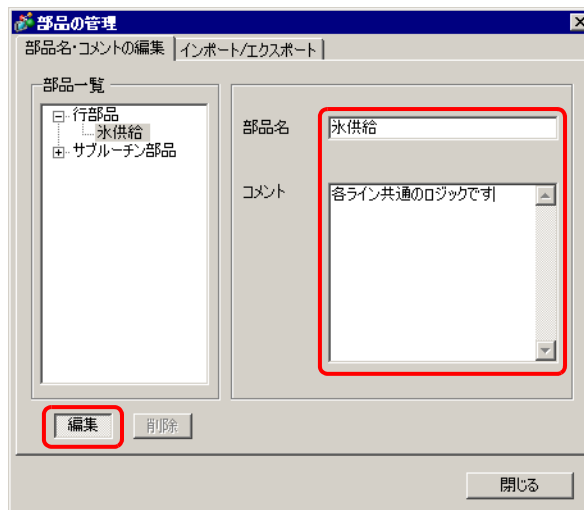 部品の管理
部品名・コメントの編集 インポート/エクスポート
部品一覧
行部品
氷供給
サブルーチン部品
部品名
氷供給
コメント
各ライン共通のロジックです
編集 削除
閉じる